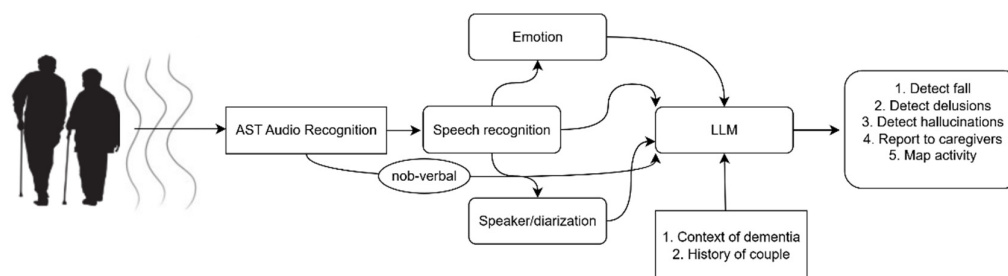 Emotion
AST Audio Recognition
Speech recognition
LLM
nob-verbal
Speaker/diarization
1. Context of dementia
2. History of couple
1. Detect fall
2. Detect delusions
3. Detect hallucinations
4. Report to caregivers
5. Map activity